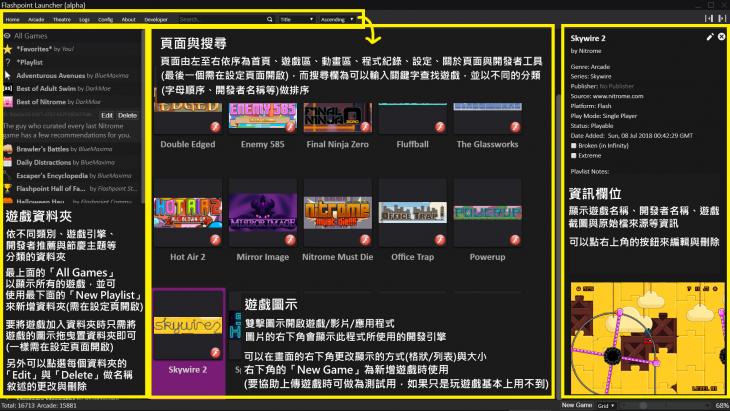 Flashpoint Launcher (alpha)
Home Arcade Theatre Logs Config About Developer Search... Title Ascending
All Games
*Favorites* by You!
*Playlist
Adventurous Avenues by BlueMaxima
Best of Adult Swim by DarkMoe
Best of Nitrome by DarkMoe
Edit Delete
The guy who curated every last Nitrome
game has a few recommendations for you.
Brawler's Battles by BlueMaxima
Daily Distractions by BlueMaxima
Escaper's Encyclopedia by BlueMaxima
Flashpoint Hall of Fa... by Flashpoint St...
遊戲資料夾
依不同類別、遊戲引擎、
開發者推薦與節慶主題等
分類的資料夾
最上面的「All Games」
以顯示所有的遊戲，並可
使用最下面的「New Playlist」
來新增資料夾(需在設定頁開啟)
要將遊戲加入資料夾時只需將
遊戲的圖示拖曳置資料夾即可
(一樣需在設定頁面開啟)
另外可以點選每個資料夾的
「Edit」與「Delete」做名稱
敘述的更改與刪除
頁面與搜尋
頁面由左至右依序為首頁、遊戲區、動畫區、程式紀錄、設定、關於頁面與開發者工具
(最後一個需在設定頁面開啟)，而搜尋欄為可以輸入關鍵字查找遊戲，並以不同的分類
(字母順序、開發者名稱等)做排序
EDGED
ENEMY 585
FINAL NINJA ZERO
Double Edged
Enemy 585
Final Ninja Zero
Fluffball
The Glassworks
HOT AIR 2
MIRROR IMAGE
nitrome
must die
OFFICE TRAP!
POWERUP
Hot Air 2
Mirror Image
Nitrome Must Die
Office Trap
Powerup
skywire2
Skywire 2
遊戲圖示
雙擊圖示開啟遊戲/影片/應用程式
圖片的右下角會顯示此程式所使用的開發引擎
可以在畫面的右下角更改顯示的方式(格狀/列表)與大小
右下角的「New Game」為新增遊戲時使用
(要協助上傳遊戲時可做為測試用，如果只是玩遊戲基本上用不到)
Skywire 2
by Nitrome
Genre: Arcade
Series: Skywire
Publisher: No Publisher
Source: www.nitrome.com
Platform: Flash
Play Mode: Single Player
Status: Playable
Date Added: Sun, 08 Jul 2018 00:42:29 GMT
Broken (in Infinity)
Extreme
Playlist Notes:
資訊欄位
顯示遊戲名稱、開發者名稱、遊戲
截圖與原始檔來源等資訊
可以點右上角的按鈕來編輯與刪除
Total: 16713 Arcade: 15881
New Game Grid 68%